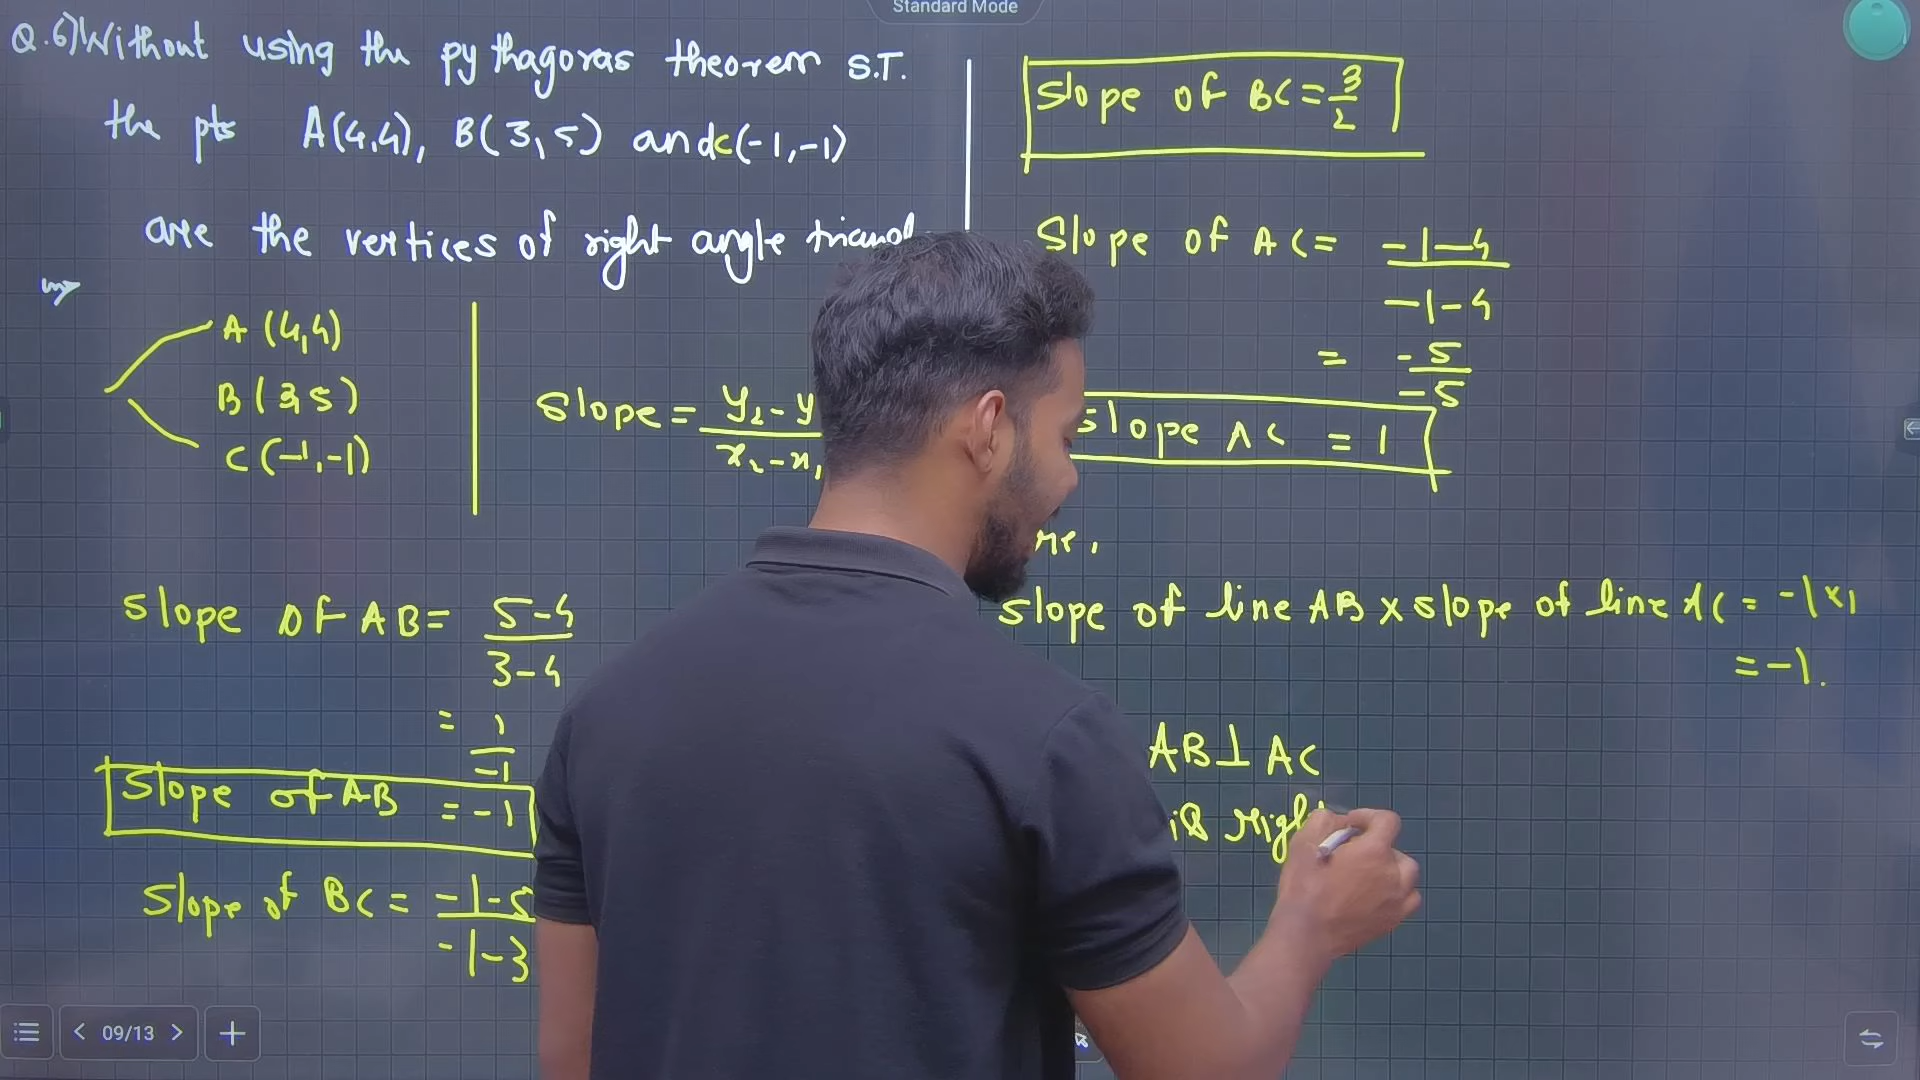 Standard Mode
Q.6) Without using the pythagoras theorem S.T.
the pts A(4,4), B(3,5) and c(-1,-1)
are the vertices of right angle
A (4,4)
B (3,5)
C (-1,-1)
Slope = y₂-y / x₂-x₁
Slope of AB = 5-4 / 3-4
= 1 / -1
Slope of AB = -1
Slope of BC = -1-5 / -1-3
Slope of BC = 3/2
Slope of AC = -1-4 / -1-4
= -5 / -5
slope AC = 1
slope of line AB × slope of line AC = -1×1
= -1.
AB ⊥ AC
is
09/13